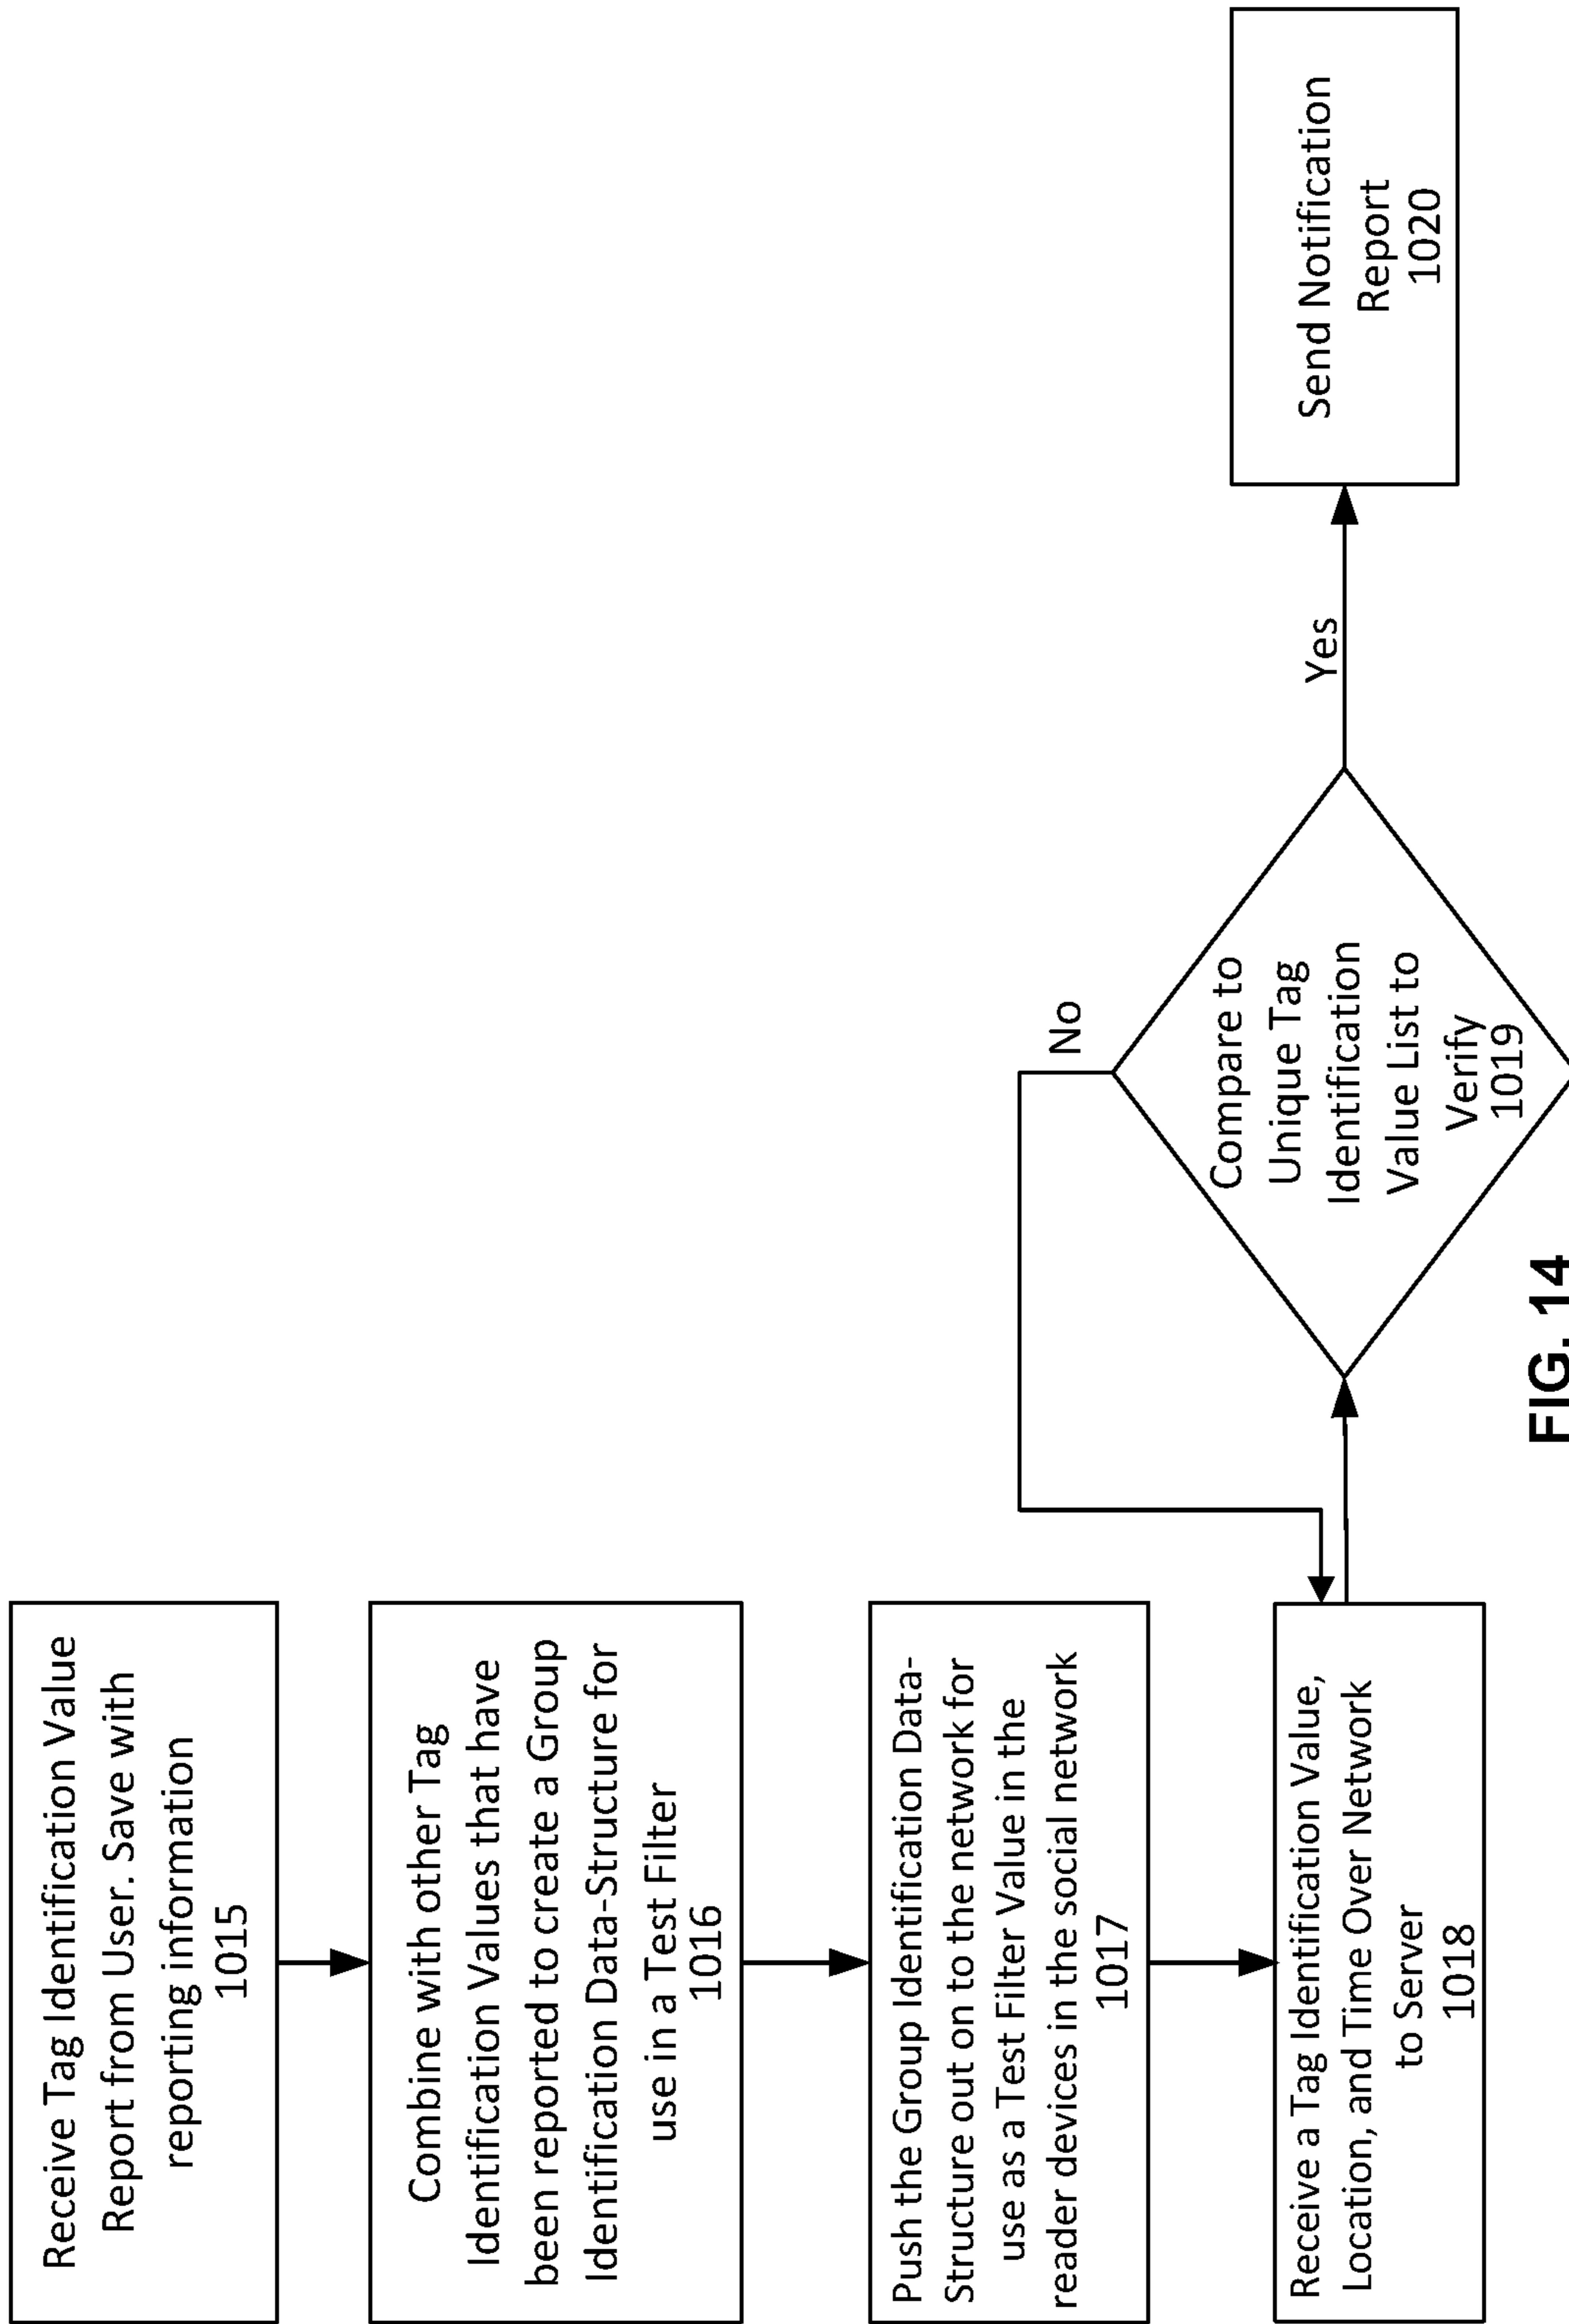 Receive Tag Identification Value
Report from User. Save with
reporting information
1015
Combine with other Tag
Identification Values that have
been reported to create a Group
Identification Data-Structure for
use in a Test Filter
1016
Push the Group Identification Data-
Structure out on to the network for
use as a Test Filter Value in the
reader devices in the social network
1017
Receive a Tag Identification Value,
Location, and Time Over Network
to Server
1018
No
Compare to
Unique Tag
Identification
Value List to
Verify
1019
Yes
Send Notification
Report
1020
FIG. 14